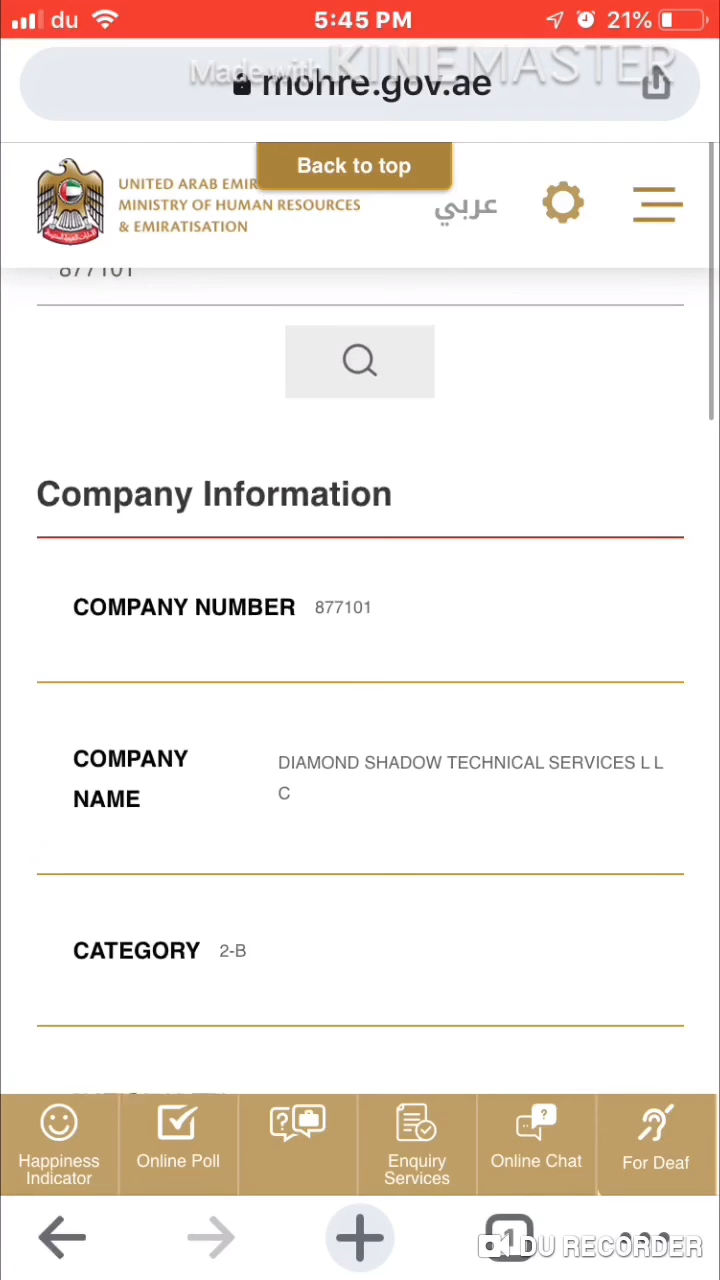 du
5:45 PM
21%
Made with KINEMASTER
mohre.gov.ae
Back to top
UNITED ARAB EMIR
MINISTRY OF HUMAN RESOURCES
& EMIRATISATION
عربي
877101
Company Information
COMPANY NUMBER 877101
COMPANY DIAMOND SHADOW TECHNICAL SERVICES L L
NAME C
CATEGORY 2-B
Happiness
Indicator
Online Poll
Enquiry
Services
Online Chat
For Deaf
1
DU RECORDER